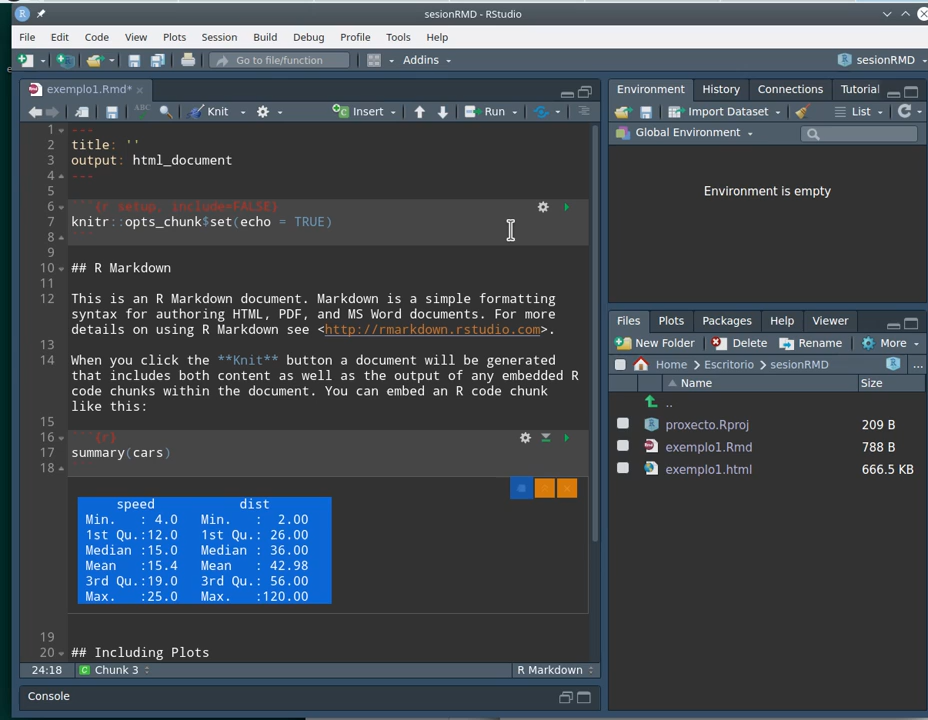 sesionRMD - RStudio
File Edit Code View Plots Session Build Debug Profile Tools Help
Go to file/function Addins sesionRMD
exemplo1.Rmd*
ABC Knit Insert Run
1 ---
2 title: ''
3 output: html_document
4 ---
5
6 ```{r setup, include=FALSE}
7 knitr::opts_chunk$set(echo = TRUE)
8 ```
9
10 ## R Markdown
11
12 This is an R Markdown document. Markdown is a simple formatting
syntax for authoring HTML, PDF, and MS Word documents. For more
details on using R Markdown see <http://rmarkdown.rstudio.com>.
13
14 When you click the **Knit** button a document will be generated
that includes both content as well as the output of any embedded R
code chunks within the document. You can embed an R code chunk
like this:
15
16 ```{r}
17 summary(cars)
18
speed dist
Min. : 4.0 Min. : 2.00
1st Qu.:12.0 1st Qu.: 26.00
Median :15.0 Median : 36.00
Mean :15.4 Mean : 42.98
3rd Qu.:19.0 3rd Qu.: 56.00
Max. :25.0 Max. :120.00
19
20 ## Including Plots
24:18 Chunk 3 R Markdown
Console
Environment History Connections Tutorial
Import Dataset List
Global Environment
Environment is empty
Files Plots Packages Help Viewer
New Folder Delete Rename More
Home Escritorio sesionRMD ...
Name Size
..
proxecto.Rproj 209 B
exemplo1.Rmd 788 B
exemplo1.html 666.5 KB